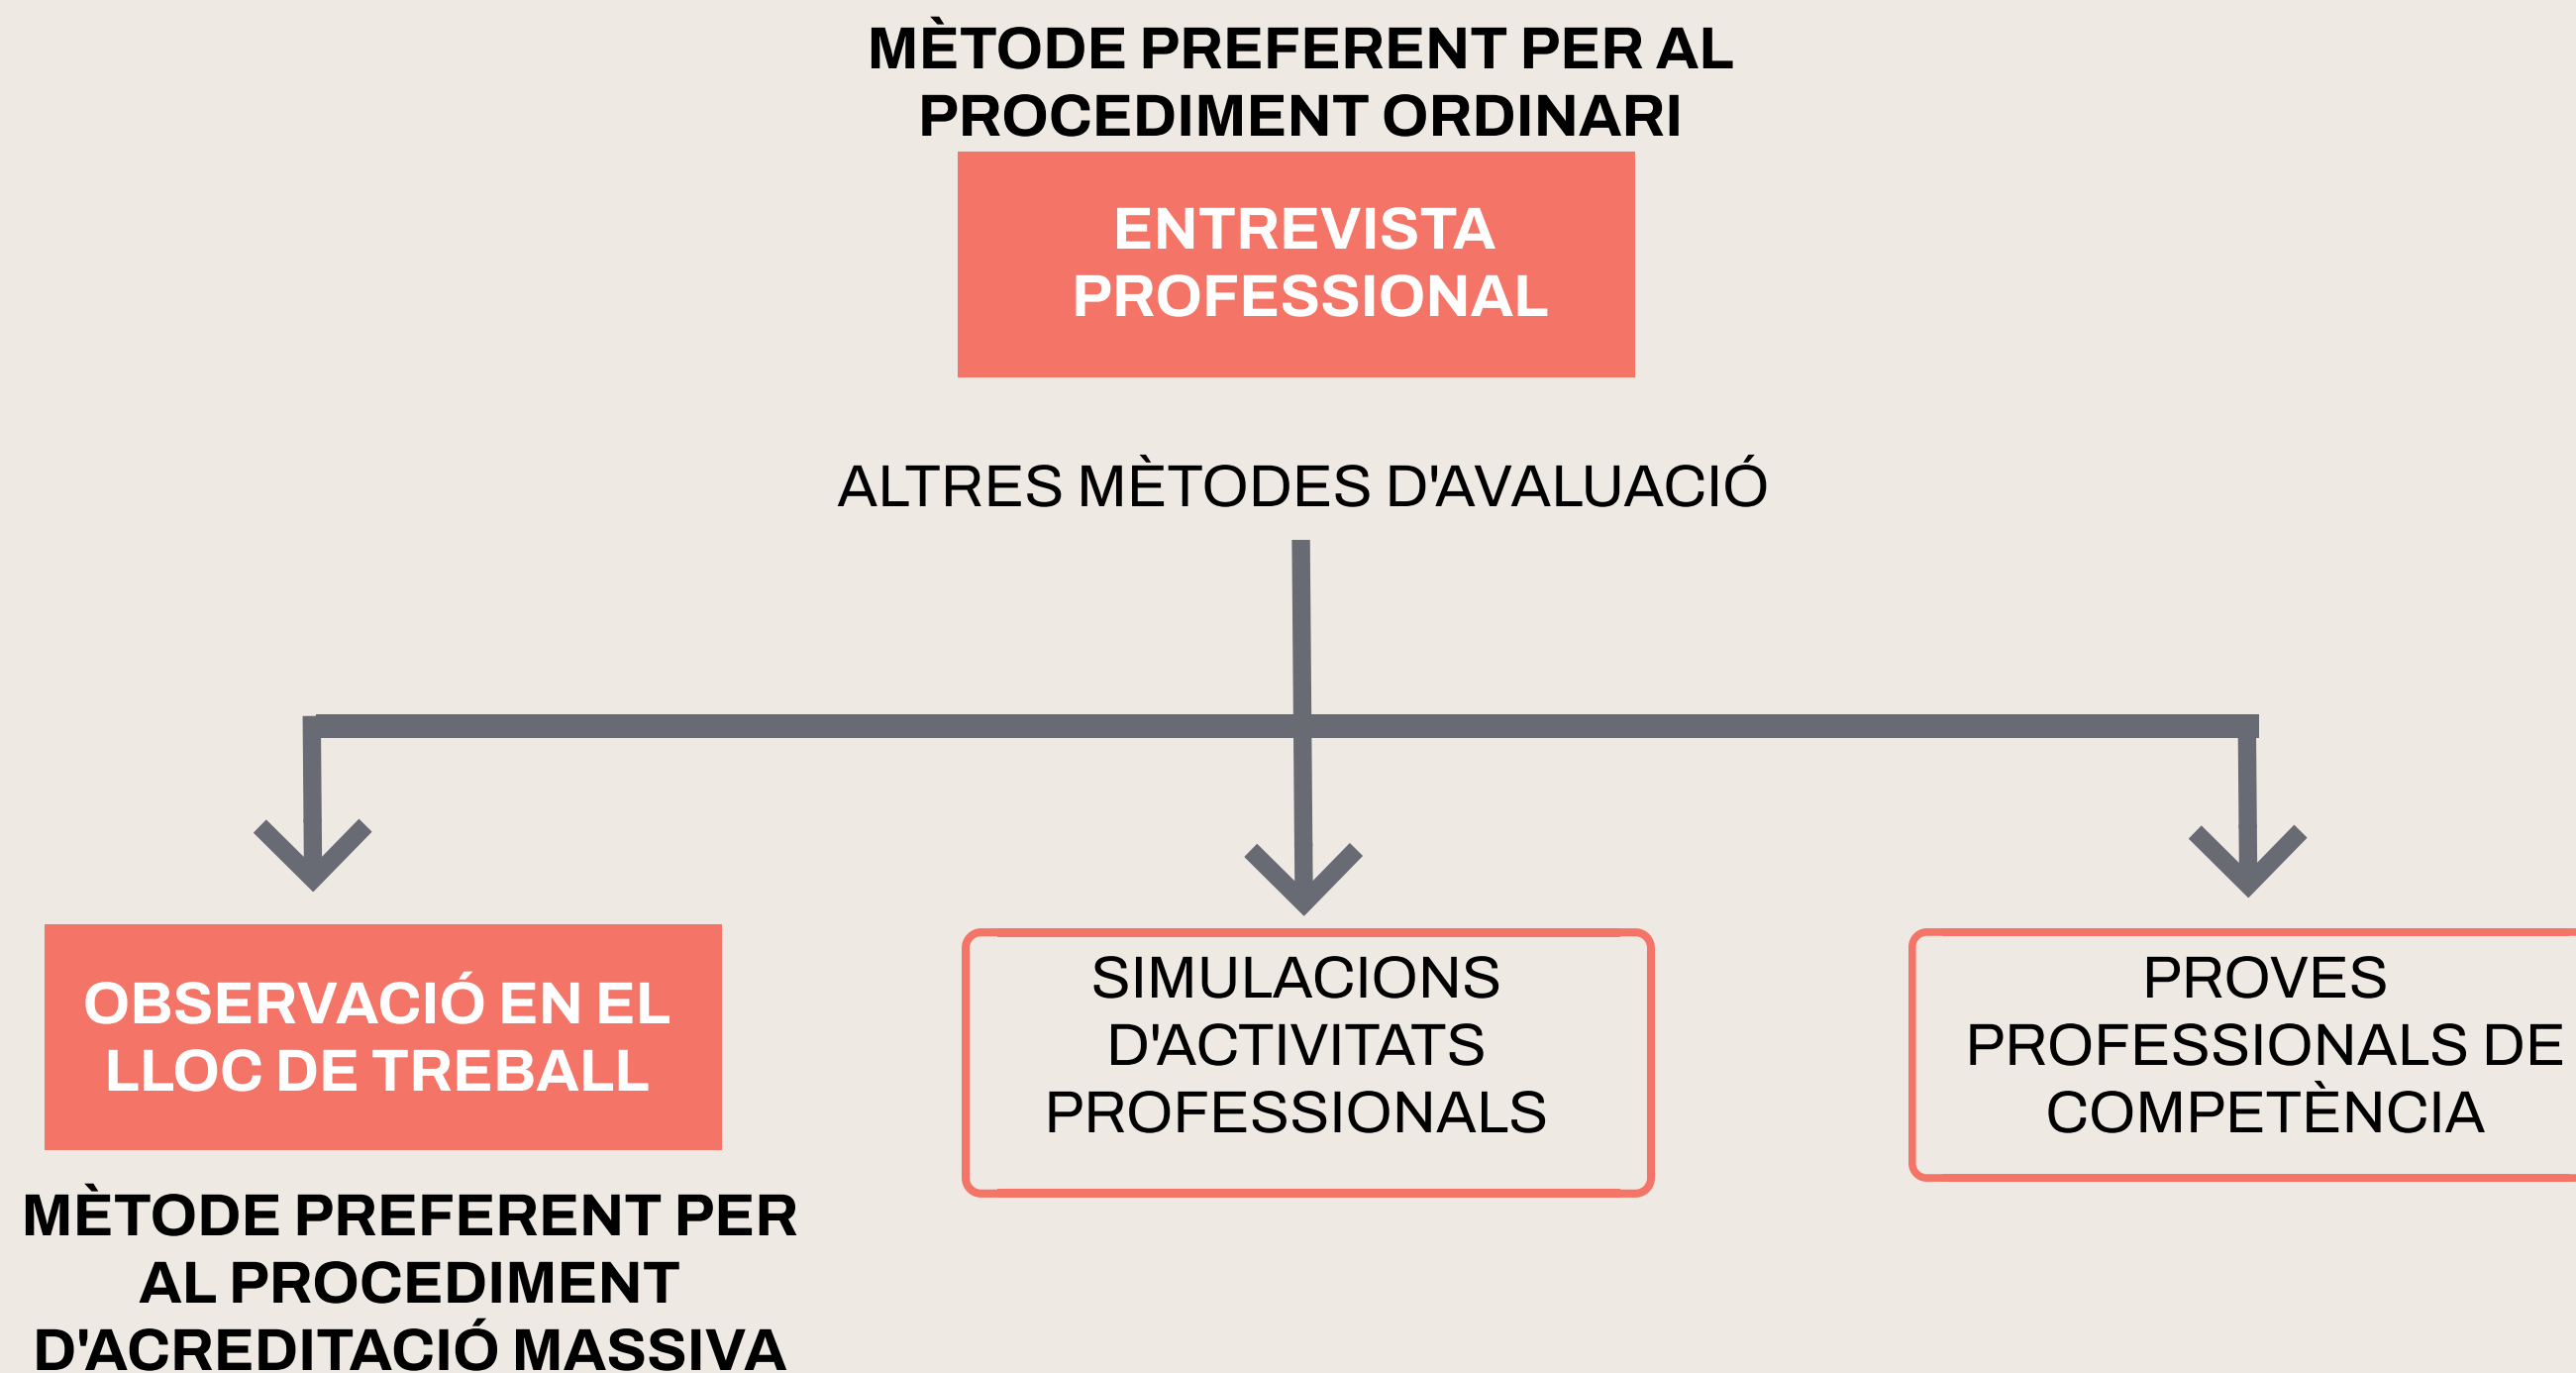 MÈTODE PREFERENT PER AL
PROCEDIMENT ORDINARI
ENTREVISTA
PROFESSIONAL
ALTRES MÈTODES D'AVALUACIÓ
OBSERVACIÓ EN EL
LLOC DE TREBALL
MÈTODE PREFERENT PER
AL PROCEDIMENT
D'ACREDITACIÓ MASSIVA
SIMULACIONS
D'ACTIVITATS
PROFESSIONALS
PROVES
PROFESSIONALS DE
COMPETÈNCIA